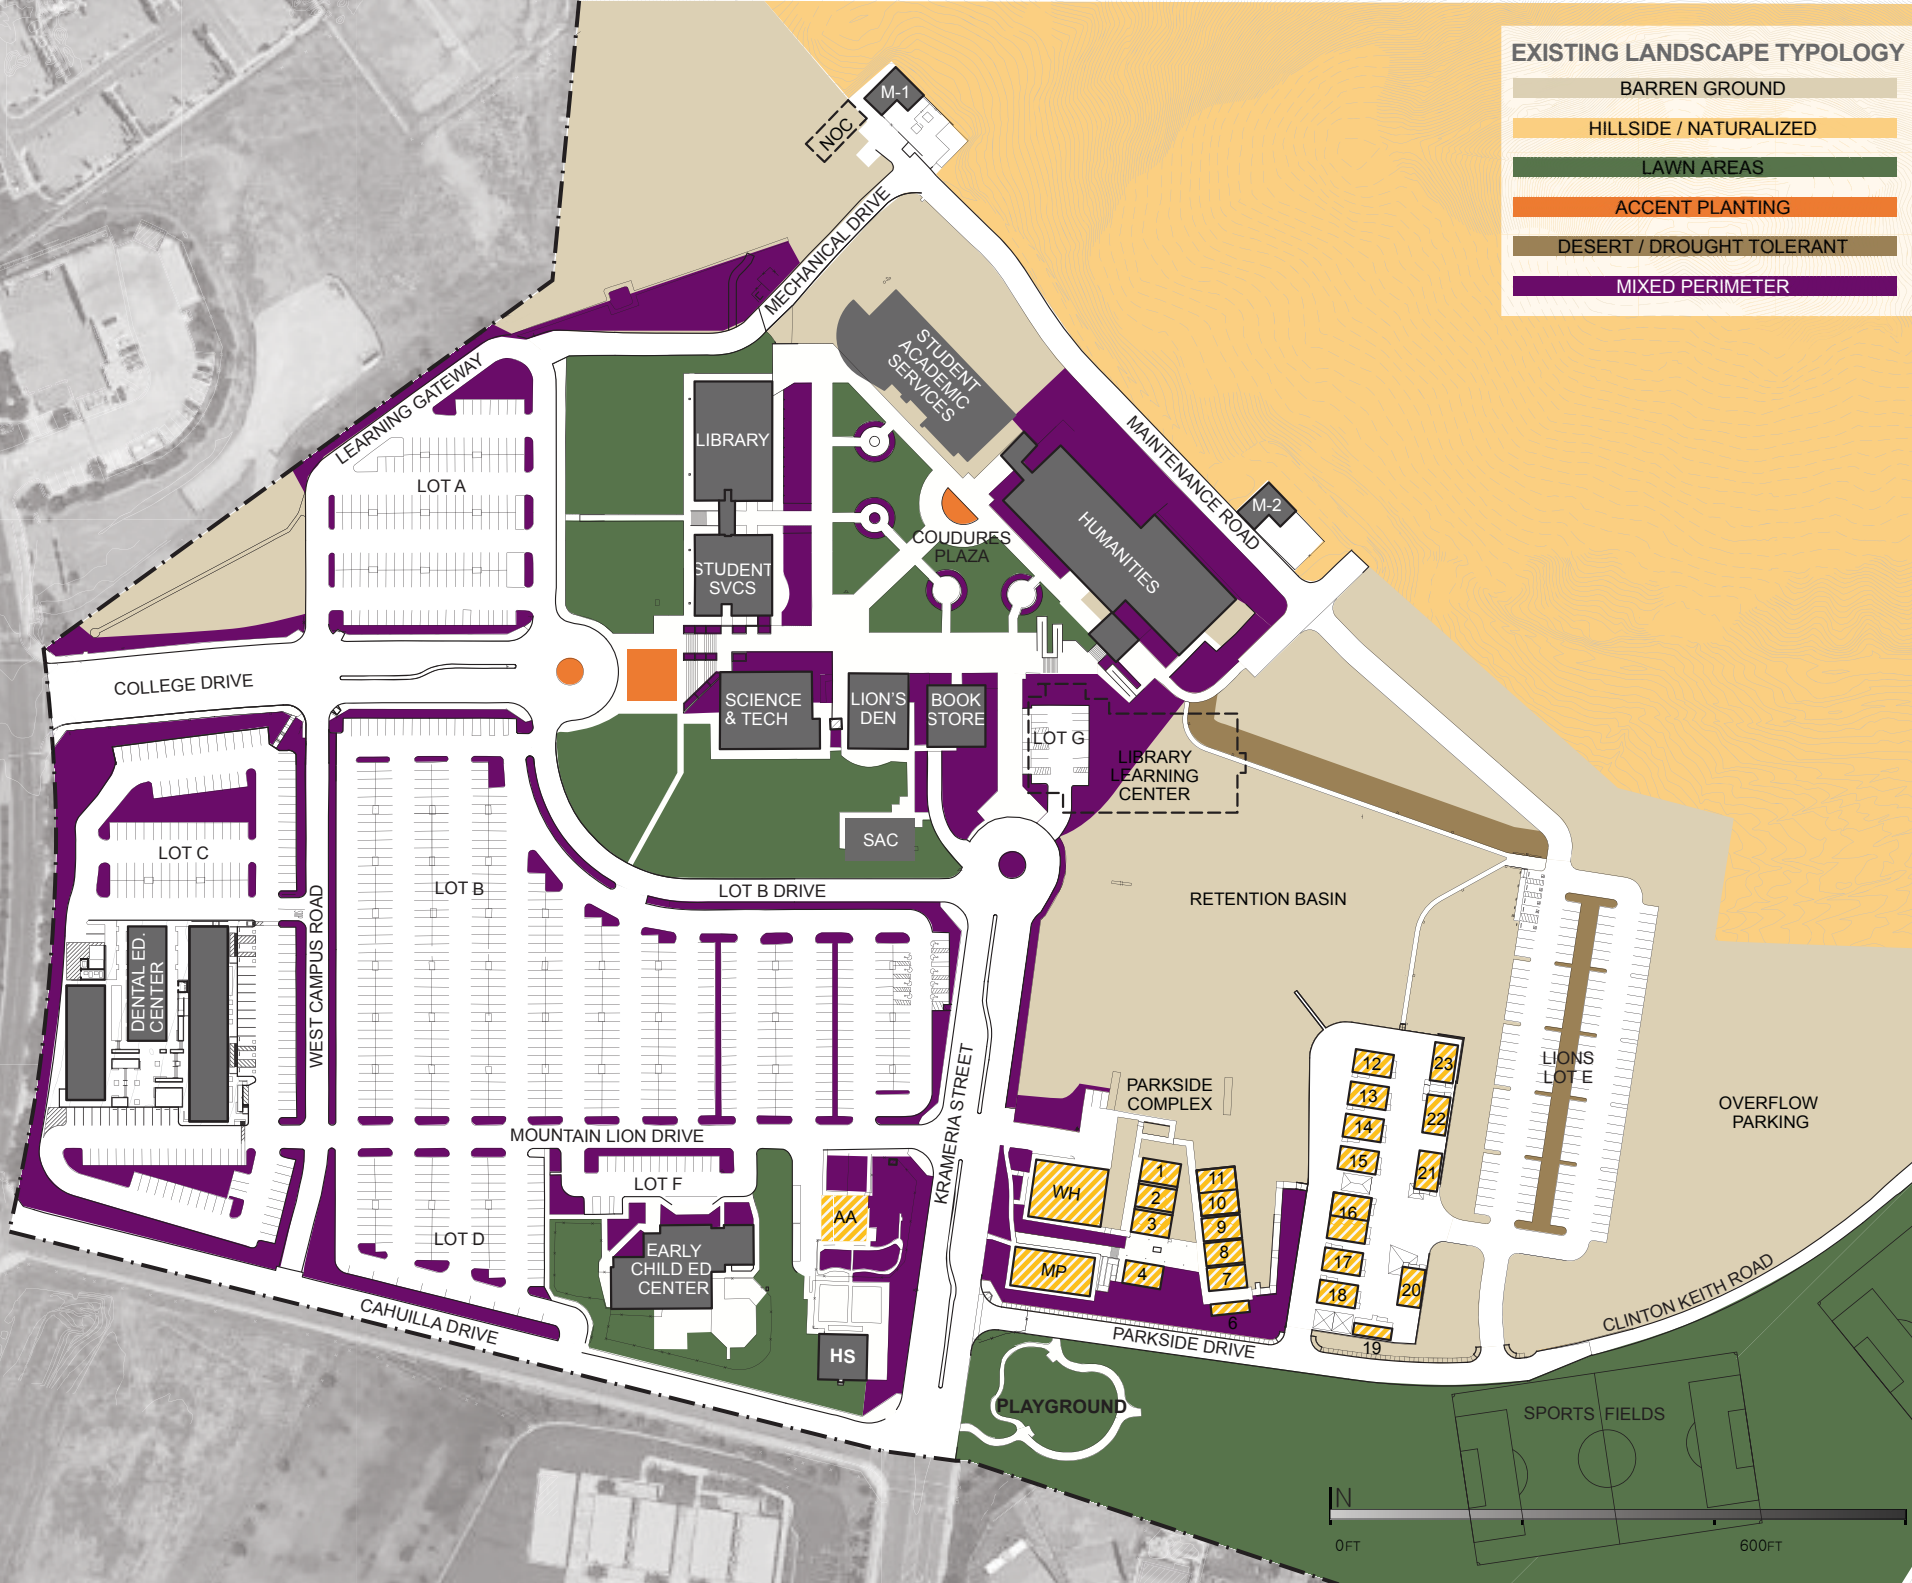 EXISTING LANDSCAPE TYPOLOGY
BARREN GROUND
HILLSIDE / NATURALIZED
LAWN AREAS
ACCENT PLANTING
DESERT / DROUGHT TOLERANT
MIXED PERIMETER
M-1
NOC
MECHANICAL DRIVE
LEARNING GATEWAY
STUDENT
ACADEMIC
SERVICES
LIBRARY
MAINTENANCE ROAD
LOT A
M-2
COUDURES
PLAZA
HUMANITIES
STUDENT
SVCS
COLLEGE DRIVE
SCIENCE
& TECH
LION'S
DEN
BOOK
STORE
LOT G
LIBRARY
LEARNING
CENTER
SAC
LOT C
LOT B
LOT B DRIVE
RETENTION BASIN
WEST CAMPUS ROAD
DENTAL ED.
CENTER
KRAMERIA STREET
PARKSIDE
COMPLEX
LIONS
LOT E
OVERFLOW
PARKING
12
13
14
15
16
17
18
19
20
21
22
23
MOUNTAIN LION DRIVE
LOT F
LOT D
AA
WH
MP
1
2
3
4
11
10
9
8
7
6
EARLY
CHILD ED
CENTER
HS
CAHUILLA DRIVE
PARKSIDE DRIVE
CLINTON KEITH ROAD
PLAYGROUND
SPORTS FIELDS
N
0FT
600FT